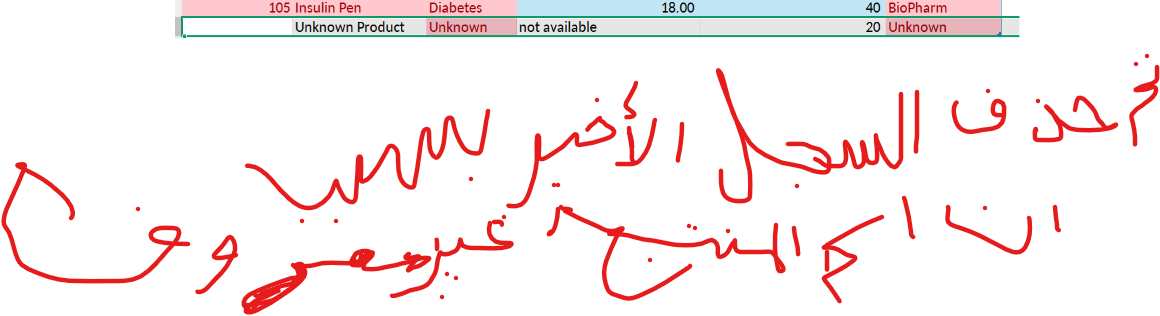 105 Insulin Pen Diabetes 18.00 40 BioPharm
Unknown Product Unknown not available 20 Unknown
تم حذف السجل الأخير بسبب
ان اسم المنتج غير معروف